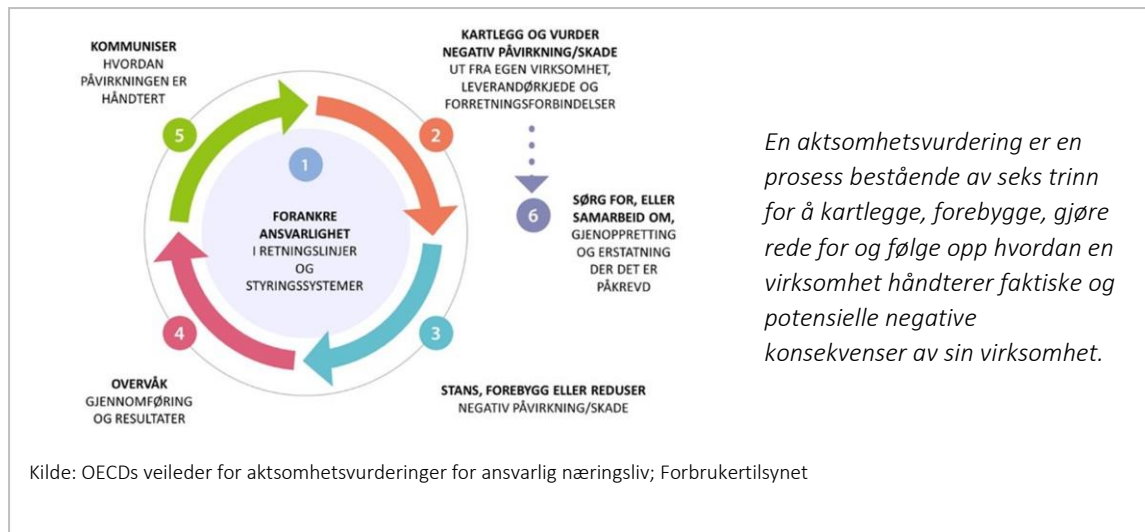 1
FORANKRE
ANSVARLIGHET
I RETNINGSLINJER
OG
STYRINGSSYSTEMER
2
KARTLEGG OG VURDER
NEGATIV PÅVIRKNING/SKADE
UT FRA EGEN VIRKSOMHET,
LEVERANDØRKJEDE OG
FORRETNINGSFORBINDELSER
3
STANS, FOREBYGG ELLER REDUSER
NEGATIV PÅVIRKNING/SKADE
4
OVERVÅK
GJENNOMFØRING
OG RESULTATER
5
KOMMUNISER
HVORDAN
PÅVIRKNINGEN ER
HÅNDTERT
6
SØRG FOR, ELLER
SAMARBEID OM,
GJENOPPRETTING
OG ERSTATNING
DER DET ER
PÅKREVD
En aktsomhetsvurdering er en
prosess bestående av seks trinn
for å kartlegge, forebygge, gjøre
rede for og følge opp hvordan en
virksomhet håndterer faktiske og
potensielle negative
konsekvenser av sin virksomhet.
Kilde: OECDs veileder for aktsomhetsvurderinger for ansvarlig næringsliv; Forbrukertilsynet